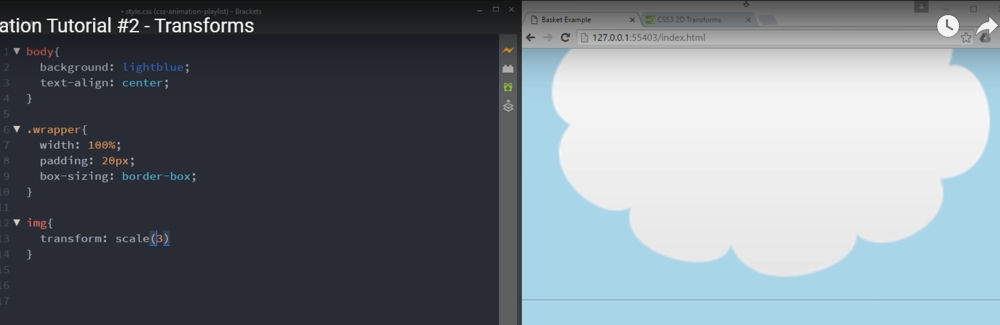 • style.css (css-animation-playlist) - Brackets
ation Tutorial #2 - Transforms
1 body{
2 background: lightblue;
3 text-align: center;
4 }
5
6 .wrapper{
7 width: 100%;
8 padding: 20px;
9 box-sizing: border-box;
10 }
11
12 img{
13 transform: scale(3)
14 }
15
16
17
Basket Example
CSS3 2D Transforms
127.0.0.1:55403/index.html